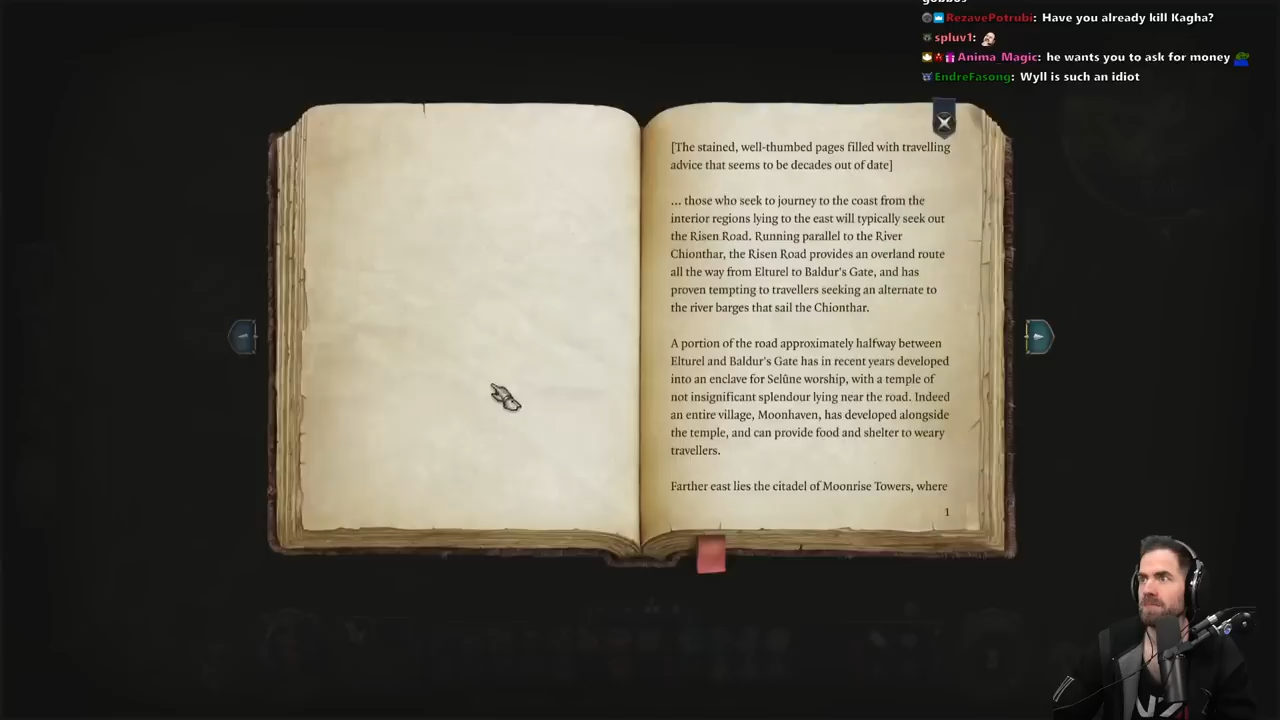 RezavePotrubi: Have you already kill Kagha?
spluv1:
Anima_Magic: he wants you to ask for money
EndreFasong: Wyll is such an idiot
[The stained, well-thumbed pages filled with travelling
advice that seems to be decades out of date]
... those who seek to journey to the coast from the
interior regions lying to the east will typically seek out
the Risen Road. Running parallel to the River
Chionthar, the Risen Road provides an overland route
all the way from Elturel to Baldur's Gate, and has
proven tempting to travellers seeking an alternate to
the river barges that sail the Chionthar.
A portion of the road approximately halfway between
Elturel and Baldur's Gate has in recent years developed
into an enclave for Selûne worship, with a temple of
not insignificant splendour lying near the road. Indeed
an entire village, Moonhaven, has developed alongside
the temple, and can provide food and shelter to weary
travellers.
Farther east lies the citadel of Moonrise Towers, where
1